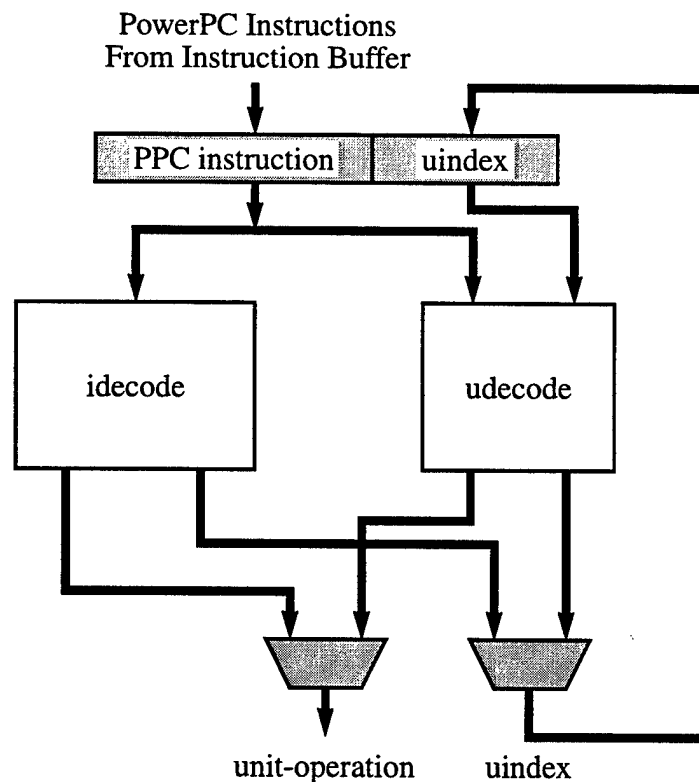 PowerPC Instructions
From Instruction Buffer
PPC instruction
uindex
idecode
udecode
unit-operation
uindex